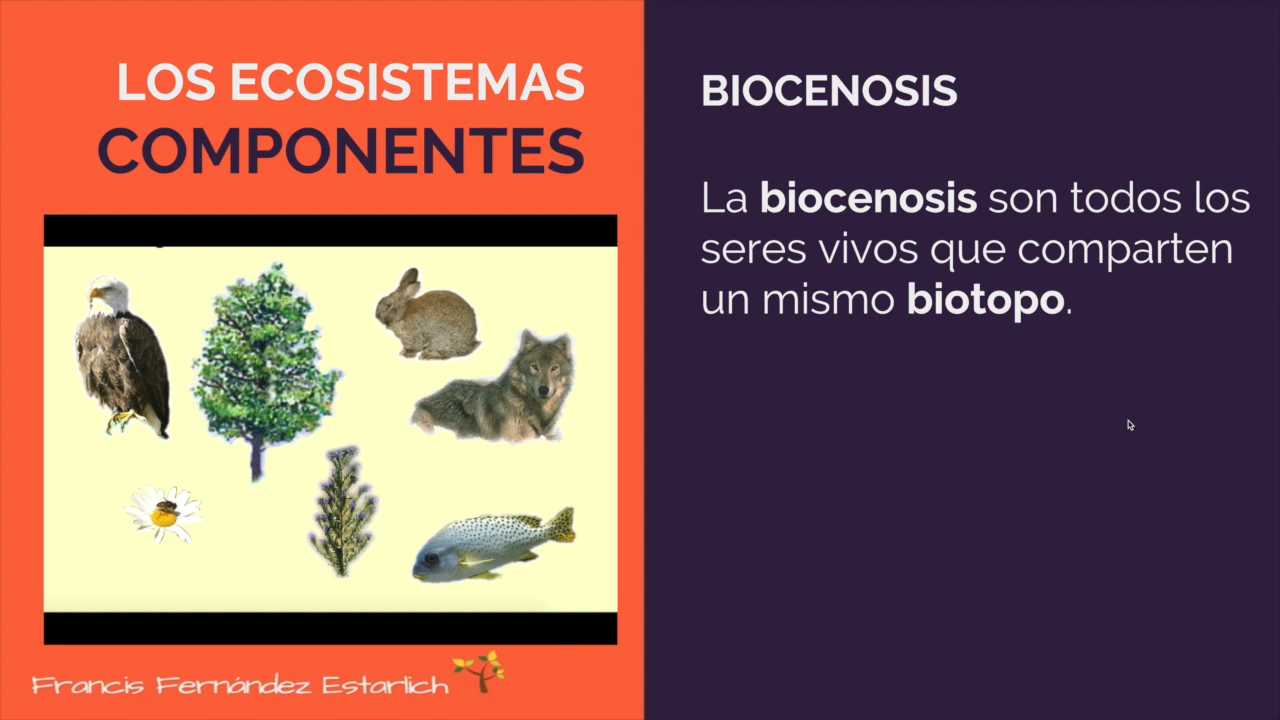 LOS ECOSISTEMAS
COMPONENTES
Francis Fernández Estarlich
BIOCENOSIS
La biocenosis son todos los
seres vivos que comparten
un mismo biotopo.